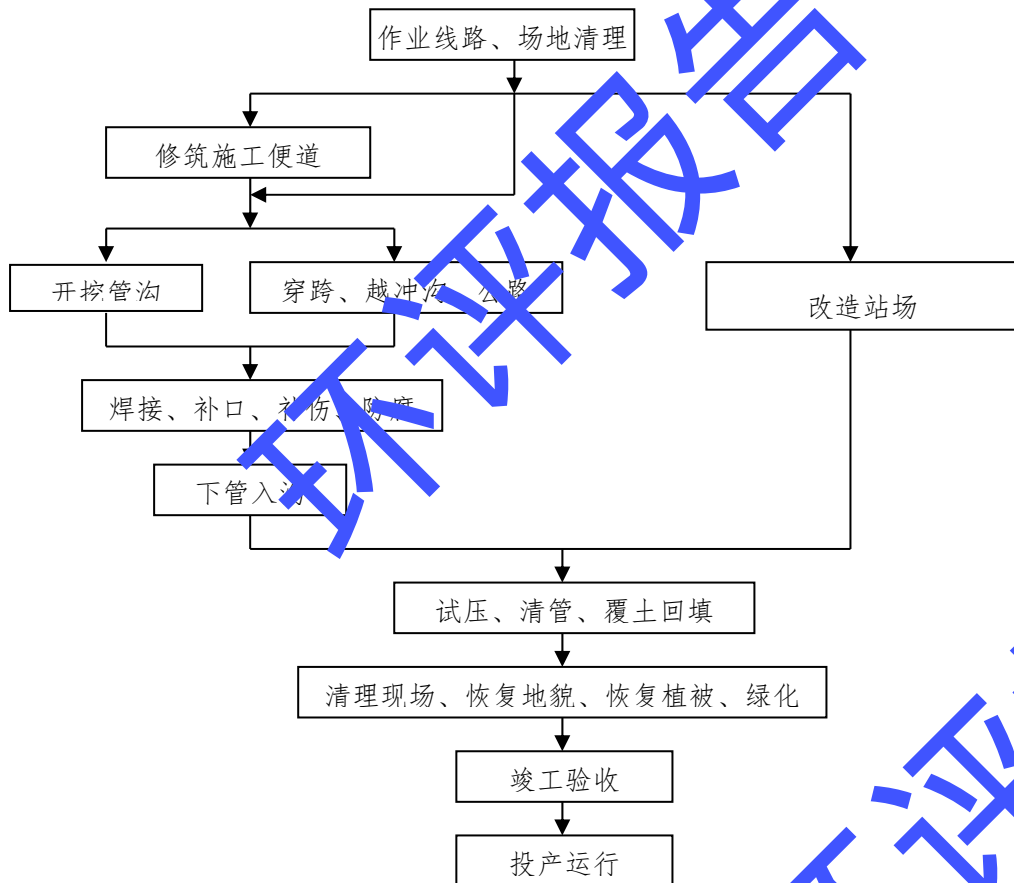 作业线路、场地清理
修筑施工便道
开挖管沟
穿跨、越冲沟 公路
改造站场
焊接、补口、补伤、防腐
下管入沟
试压、清管、覆土回填
清理现场、恢复地貌、恢复植被、绿化
竣工验收
投产运行
环评报告
环评